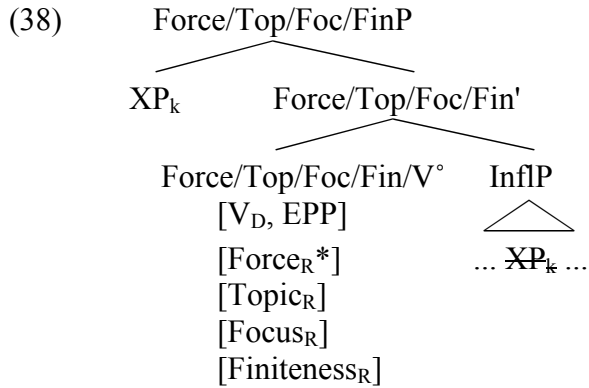 (38) Force/Top/Foc/FinP
XPk Force/Top/Foc/Fin'
Force/Top/Foc/Fin/V° InflP
[VD, EPP]
[ForceR*] ... XPk ...
[TopicR]
[FocusR]
[FinitenessR]